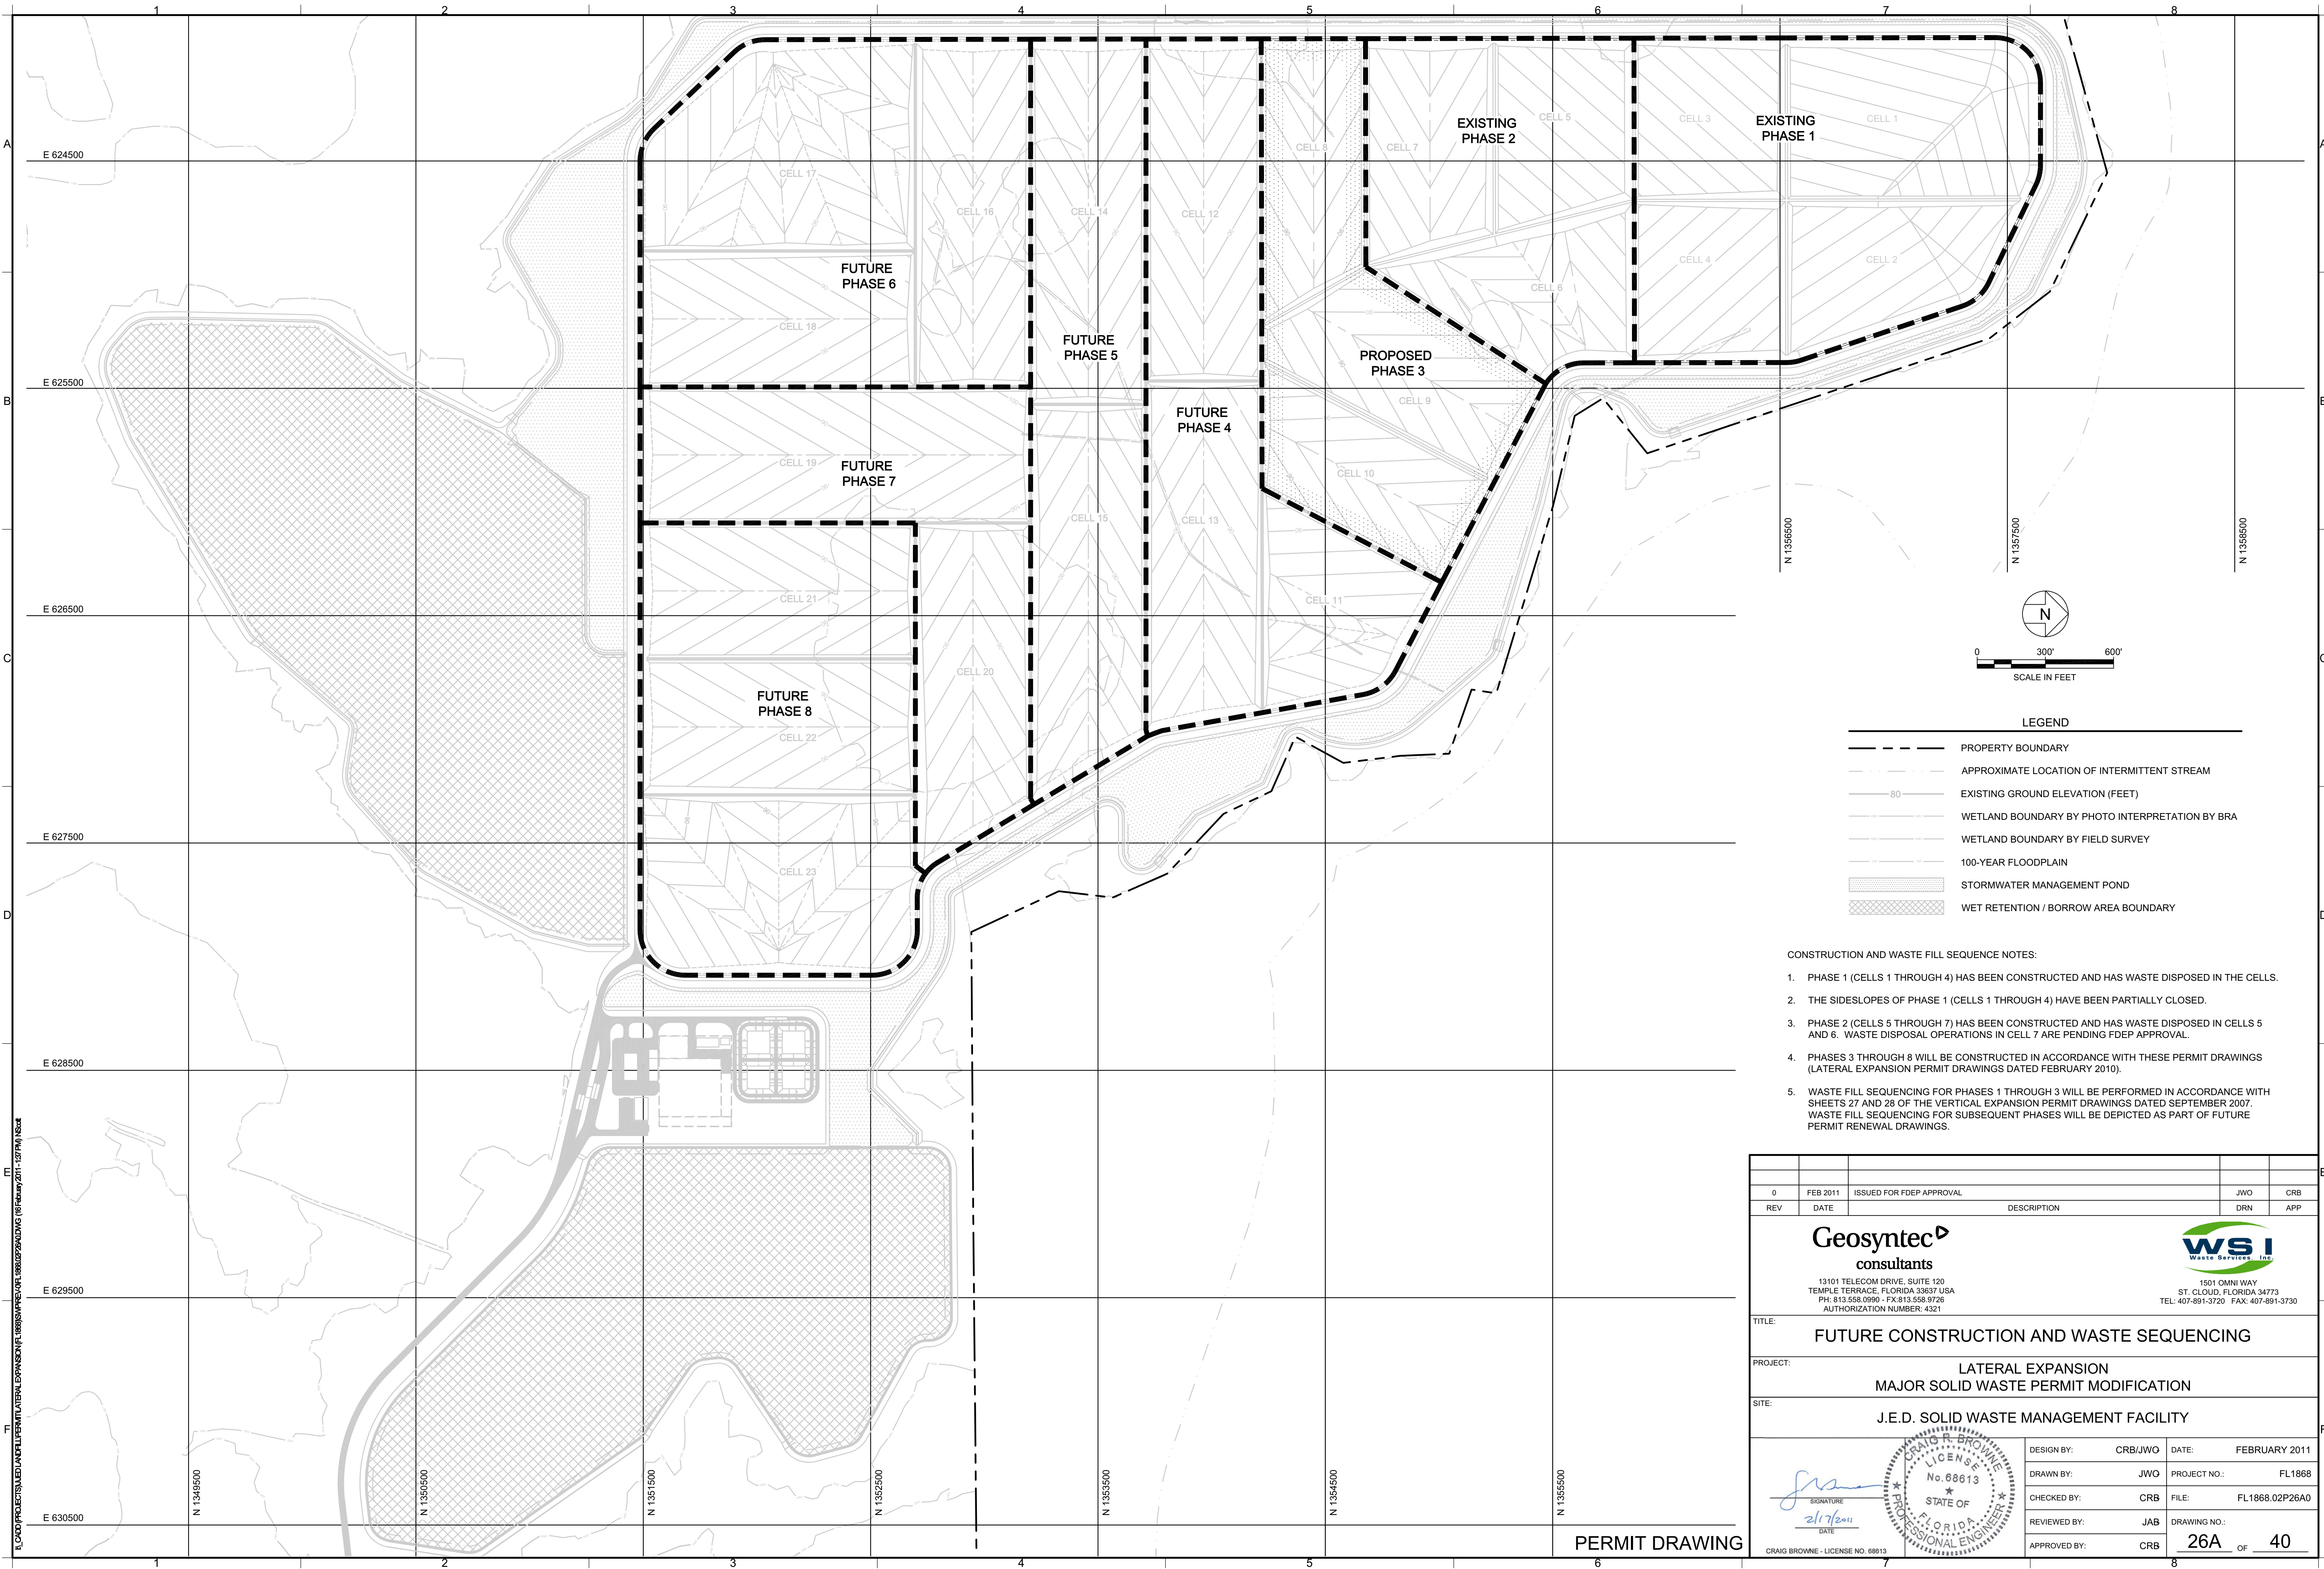 1 2 3 4 5 6 7 8
A
B
C
D
E
F
E 624500
E 625500
E 626500
E 627500
E 628500
E 629500
E 630500
N 1349500
N 1350500
N 1351500
N 1352500
N 1353500
N 1354500
N 1355500
N 1356500
N 1357500
N 1358500
EXISTING
PHASE 1
CELL 1
CELL 2
CELL 3
CELL 4
EXISTING
PHASE 2
CELL 5
CELL 6
CELL 7
PROPOSED
PHASE 3
CELL 8
CELL 9
CELL 10
FUTURE
PHASE 4
CELL 11
CELL 12
CELL 13
FUTURE
PHASE 5
CELL 14
CELL 15
FUTURE
PHASE 6
CELL 16
CELL 17
CELL 18
FUTURE
PHASE 7
CELL 19
CELL 20
FUTURE
PHASE 8
CELL 21
CELL 22
CELL 23
N
0 300' 600'
SCALE IN FEET
LEGEND
PROPERTY BOUNDARY
APPROXIMATE LOCATION OF INTERMITTENT STREAM
80 EXISTING GROUND ELEVATION (FEET)
WETLAND BOUNDARY BY PHOTO INTERPRETATION BY BRA
WETLAND BOUNDARY BY FIELD SURVEY
100-YEAR FLOODPLAIN
STORMWATER MANAGEMENT POND
WET RETENTION / BORROW AREA BOUNDARY
CONSTRUCTION AND WASTE FILL SEQUENCE NOTES:
1. PHASE 1 (CELLS 1 THROUGH 4) HAS BEEN CONSTRUCTED AND HAS WASTE DISPOSED IN THE CELLS.
2. THE SIDESLOPES OF PHASE 1 (CELLS 1 THROUGH 4) HAVE BEEN PARTIALLY CLOSED.
3. PHASE 2 (CELLS 5 THROUGH 7) HAS BEEN CONSTRUCTED AND HAS WASTE DISPOSED IN CELLS 5
AND 6. WASTE DISPOSAL OPERATIONS IN CELL 7 ARE PENDING FDEP APPROVAL.
4. PHASES 3 THROUGH 8 WILL BE CONSTRUCTED IN ACCORDANCE WITH THESE PERMIT DRAWINGS
(LATERAL EXPANSION PERMIT DRAWINGS DATED FEBRUARY 2010).
5. WASTE FILL SEQUENCING FOR PHASES 1 THROUGH 3 WILL BE PERFORMED IN ACCORDANCE WITH
SHEETS 27 AND 28 OF THE VERTICAL EXPANSION PERMIT DRAWINGS DATED SEPTEMBER 2007.
WASTE FILL SEQUENCING FOR SUBSEQUENT PHASES WILL BE DEPICTED AS PART OF FUTURE
PERMIT RENEWAL DRAWINGS.
0 FEB 2011 ISSUED FOR FDEP APPROVAL JWO CRB
REV DATE DESCRIPTION DRN APP
Geosyntec
consultants
13101 TELECOM DRIVE, SUITE 120
TEMPLE TERRACE, FLORIDA 33637 USA
PH: 813.558.0990 - FX:813.558.9726
AUTHORIZATION NUMBER: 4321
WSI
Waste Services, Inc.
1501 OMNI WAY
ST. CLOUD, FLORIDA 34773
TEL: 407-891-3720 FAX: 407-891-3730
TITLE:
FUTURE CONSTRUCTION AND WASTE SEQUENCING
PROJECT:
LATERAL EXPANSION
MAJOR SOLID WASTE PERMIT MODIFICATION
SITE:
J.E.D. SOLID WASTE MANAGEMENT FACILITY
SIGNATURE
2/17/2011
DATE
CRAIG BROWNE - LICENSE NO. 68613
CRAIG R. BROWNE
LICENSE
No. 68613
STATE OF
FLORIDA
PROFESSIONAL ENGINEER
DESIGN BY: CRB/JWO DATE: FEBRUARY 2011
DRAWN BY: JWO PROJECT NO.: FL1868
CHECKED BY: CRB FILE: FL1868.02P26A0
REVIEWED BY: JAB DRAWING NO.:
APPROVED BY: CRB 26A OF 40
PERMIT DRAWING
1 2 3 4 5 6 7 8